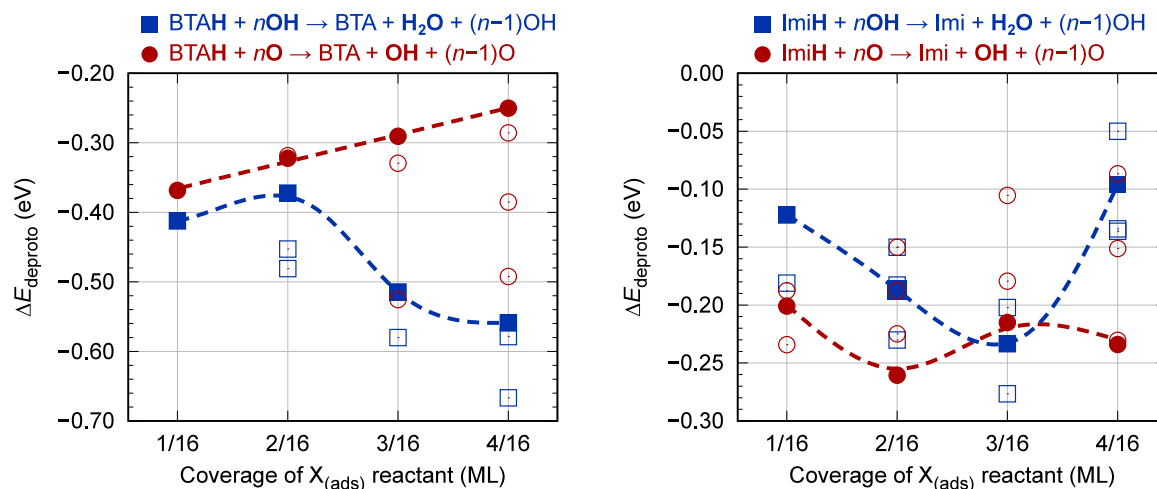 BTAH + nOH → BTA + H₂O + (n−1)OH
BTAH + nO → BTA + OH + (n−1)O
−0.20
−0.30
−0.40
−0.50
−0.60
−0.70
ΔE_deproto (eV)
1/16 2/16 3/16 4/16
Coverage of X_(ads) reactant (ML)
ImiH + nOH → Imi + H₂O + (n−1)OH
ImiH + nO → Imi + OH + (n−1)O
0.00
−0.05
−0.10
−0.15
−0.20
−0.25
−0.30
ΔE_deproto (eV)
1/16 2/16 3/16 4/16
Coverage of X_(ads) reactant (ML)